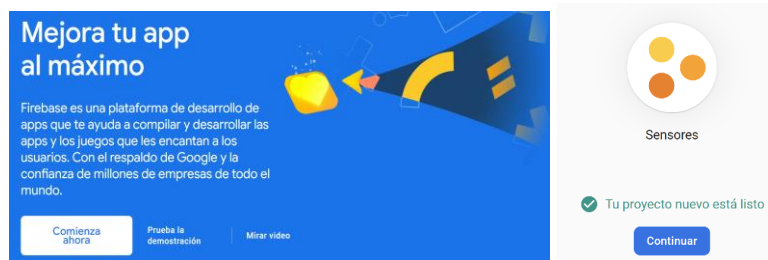 Mejora tu app
al máximo
Firebase es una plataforma de desarrollo de
apps que te ayuda a compilar y desarrollar las
apps y los juegos que les encantan a los
usuarios. Con el respaldo de Google y la
confianza de millones de empresas de todo el
mundo.
Comienza
ahora
Prueba la
demostración
Mirar video
Sensores
Tu proyecto nuevo está listo
Continuar